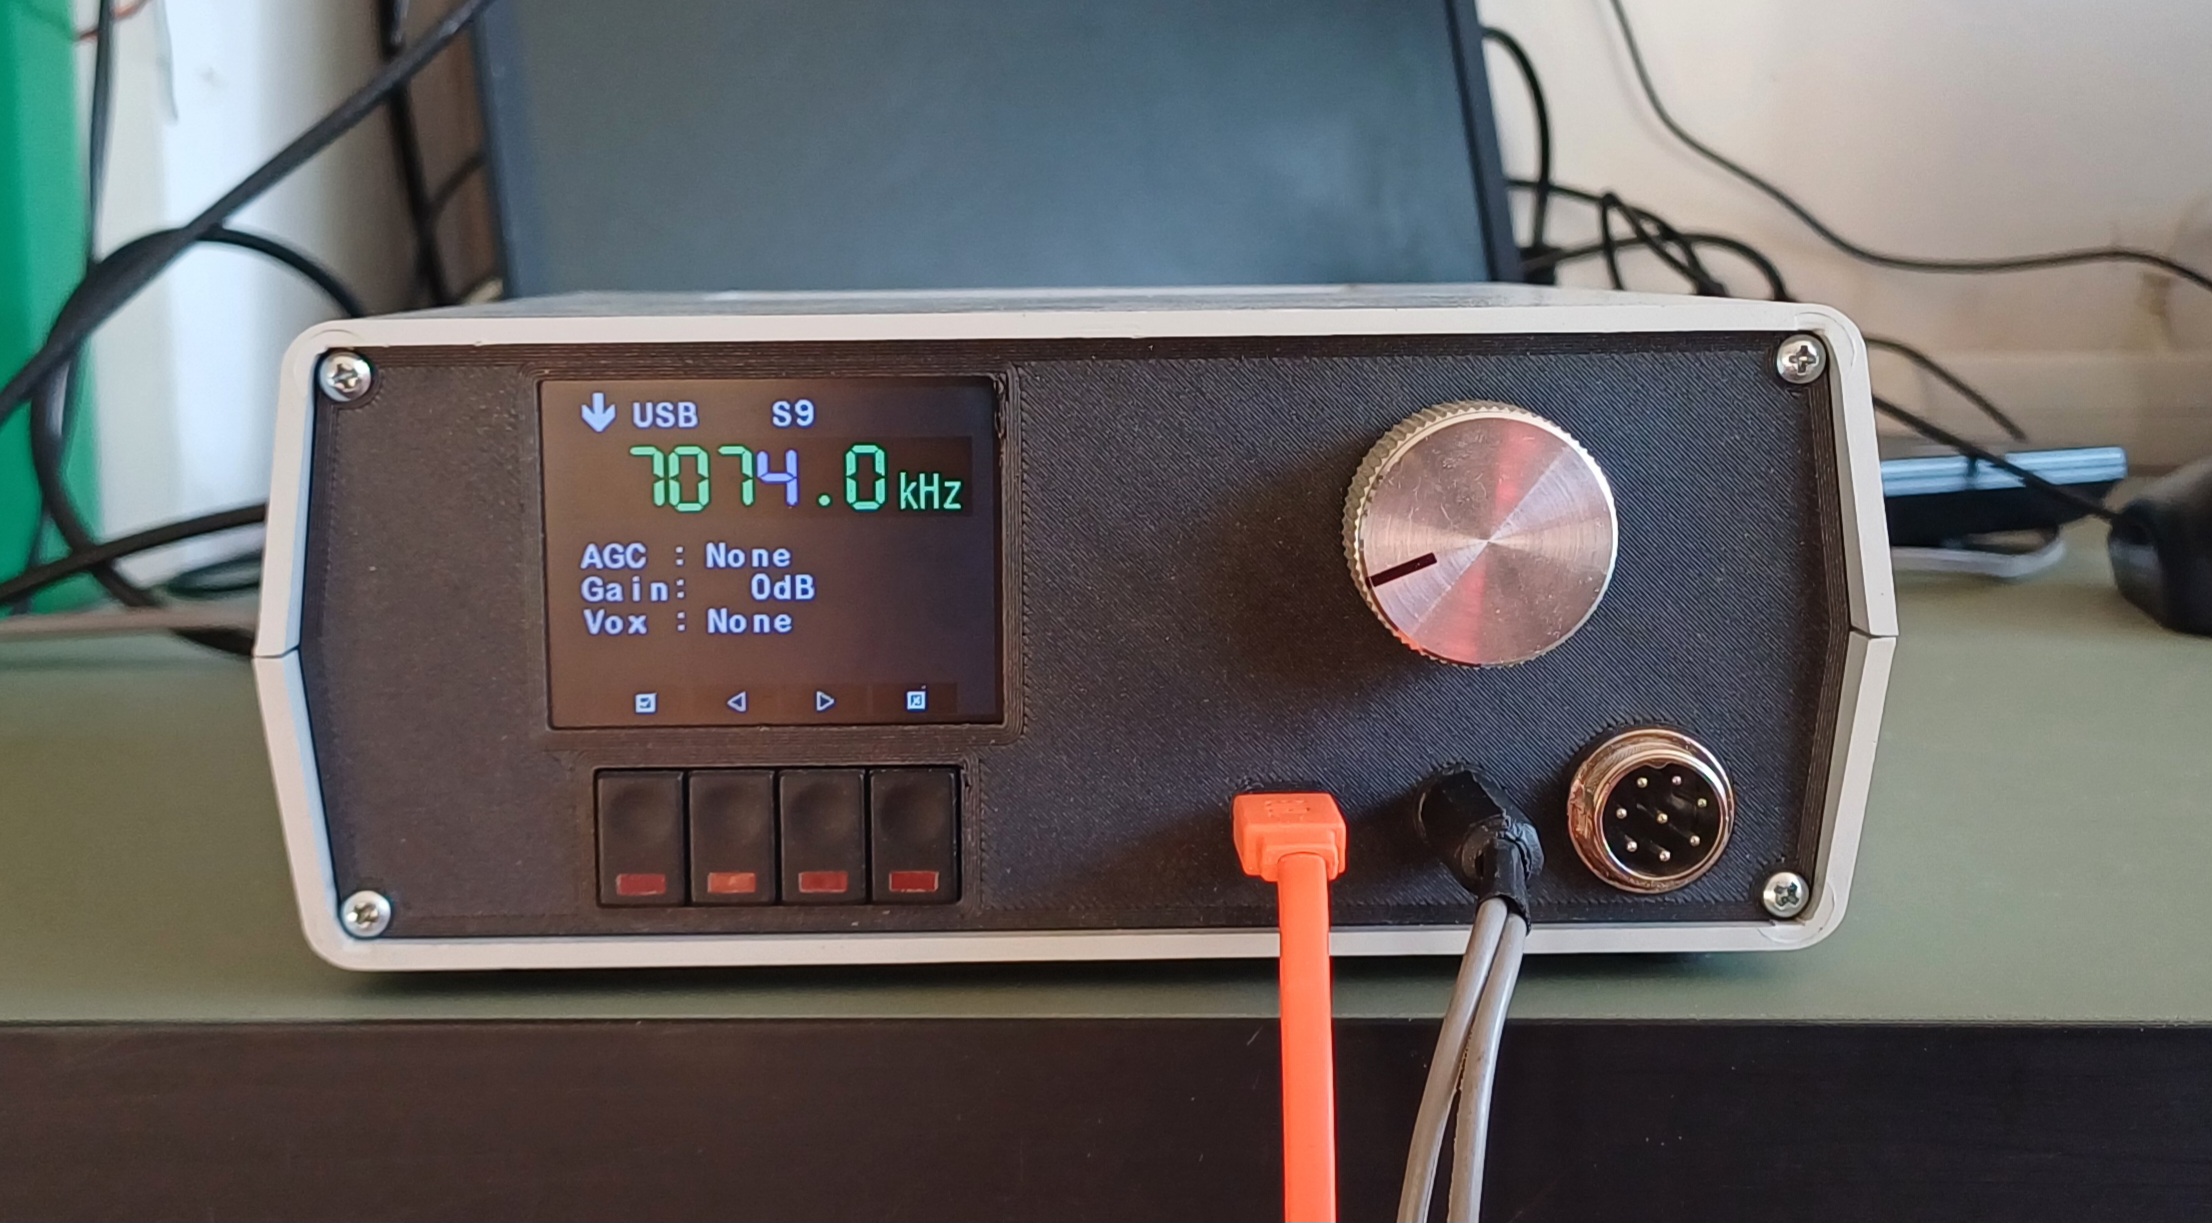 USB S9
7074.0 kHz
AGC : None
Gain: 0dB
Vox : None